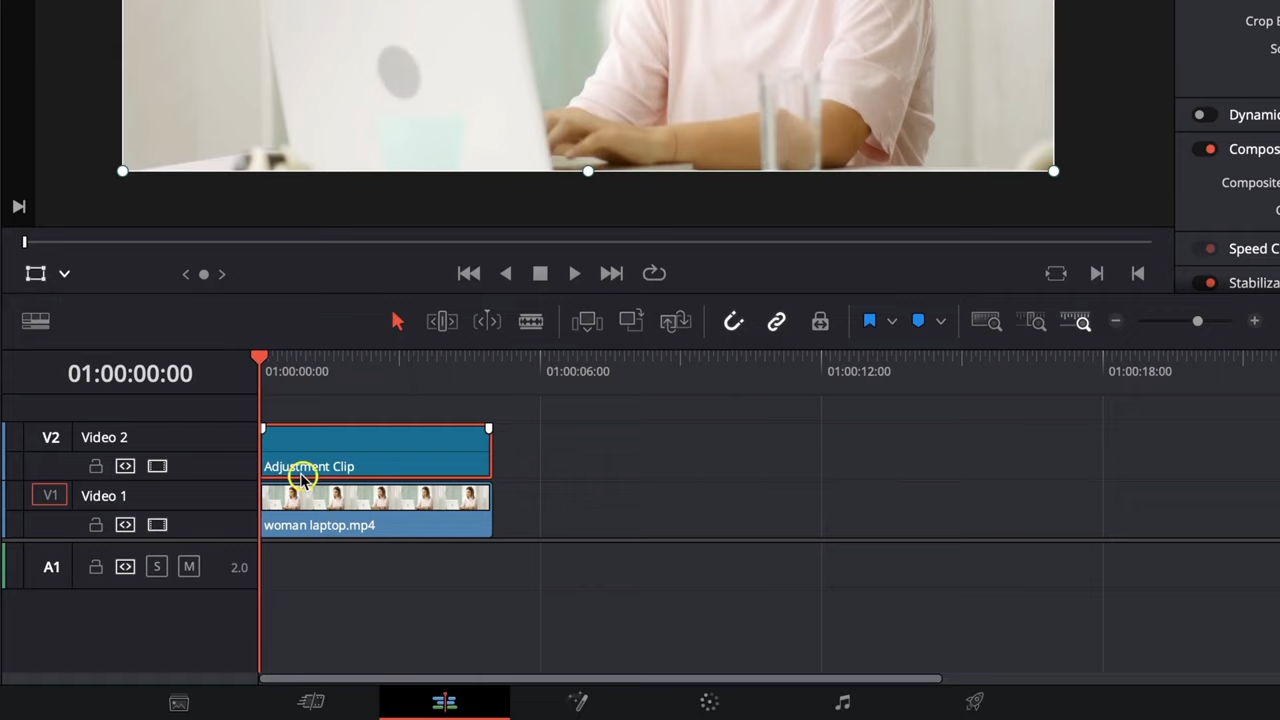 Crop
Dynamic
Compos
Composite
Speed C
Stabiliza
01:00:00:00
01:00:00:00
01:00:06:00
01:00:12:00
01:00:18:00
V2
Video 2
Adjustment Clip
V1
Video 1
woman laptop.mp4
A1
S
M
2.0